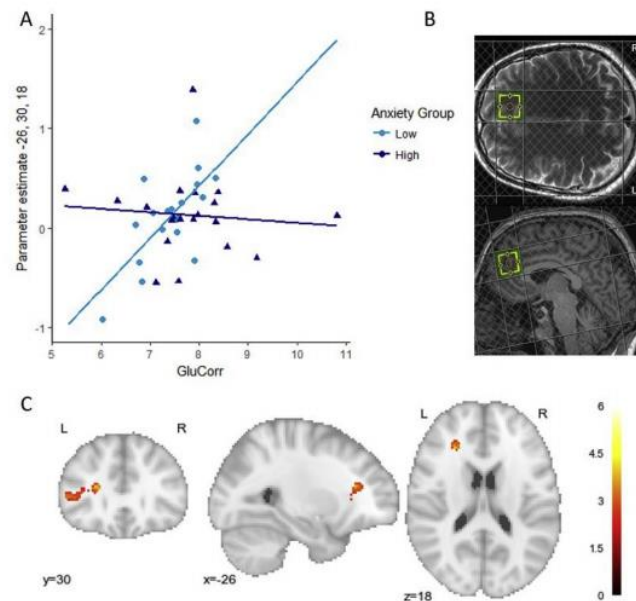 A
Parameter estimate -26, 30, 18
2
1
0
-1
5
6
7
8
9
10
11
GluCorr
Anxiety Group
Low
High
B
R
C
L
R
y=30
x=-26
L
R
z=18
6
4.5
3
1.5
0